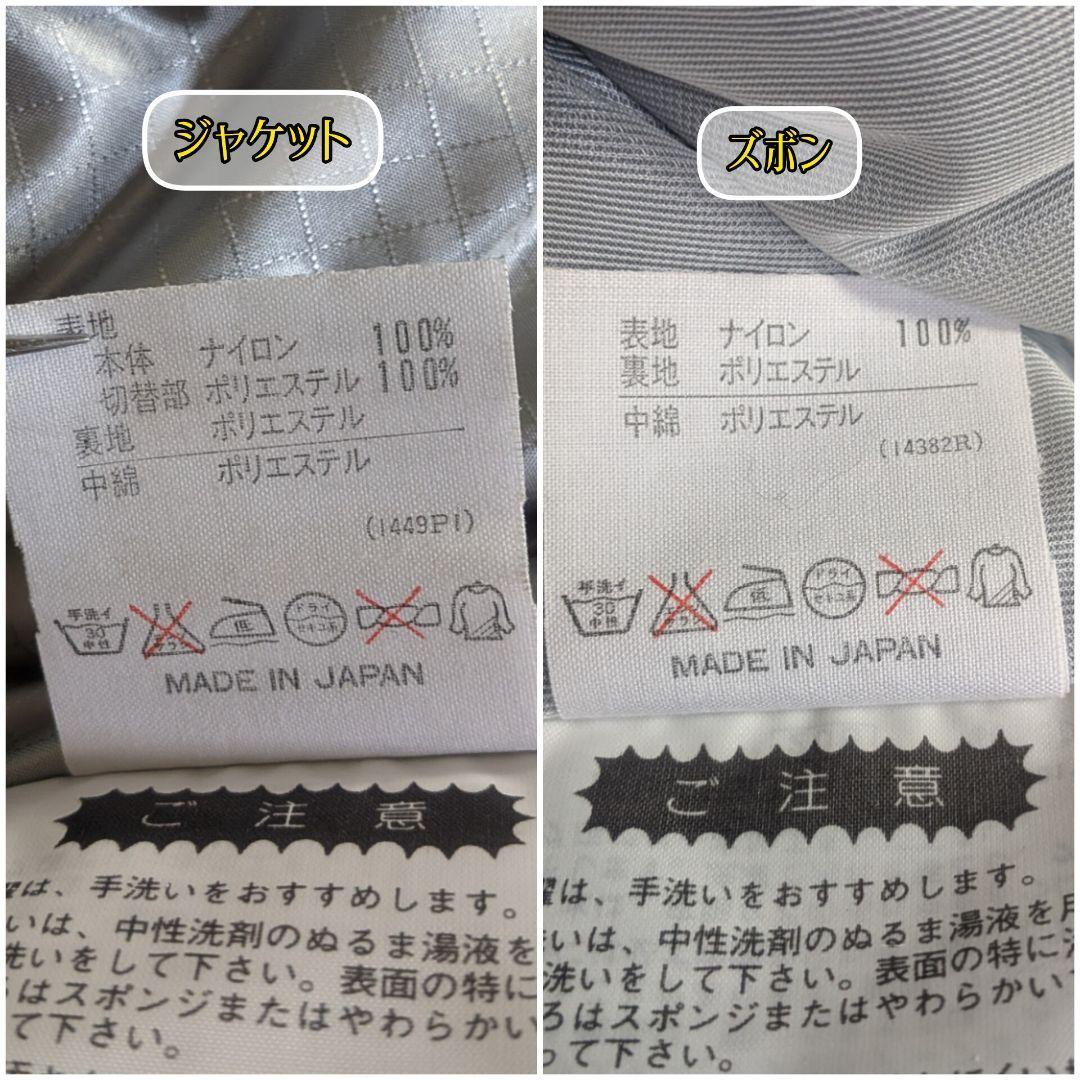 ジャケット
表地
本体 ナイロン 100%
切替部 ポリエステル 100%
裏地 ポリエステル
中綿 ポリエステル
(1449P1)
手洗イ
30
中性
低
ドライ
セキユ系
MADE IN JAPAN
ご注意
は、手洗いをおすすめします。
いは、中性洗剤のぬるま湯液を
洗いをして下さい。表面の特に
はスポンジまたはやわらかい
て下さい。
ズボン
表地 ナイロン 100%
裏地 ポリエステル
中綿 ポリエステル
(14382R)
手洗イ
30
中性
低
ドライ
セキユ系
MADE IN JAPAN
ご注意
は、手洗いをおすすめします。
いは、中性洗剤のぬるま湯液を
洗いをして下さい。表面の特に
ろはスポンジまたはやわらかい
って下さい。